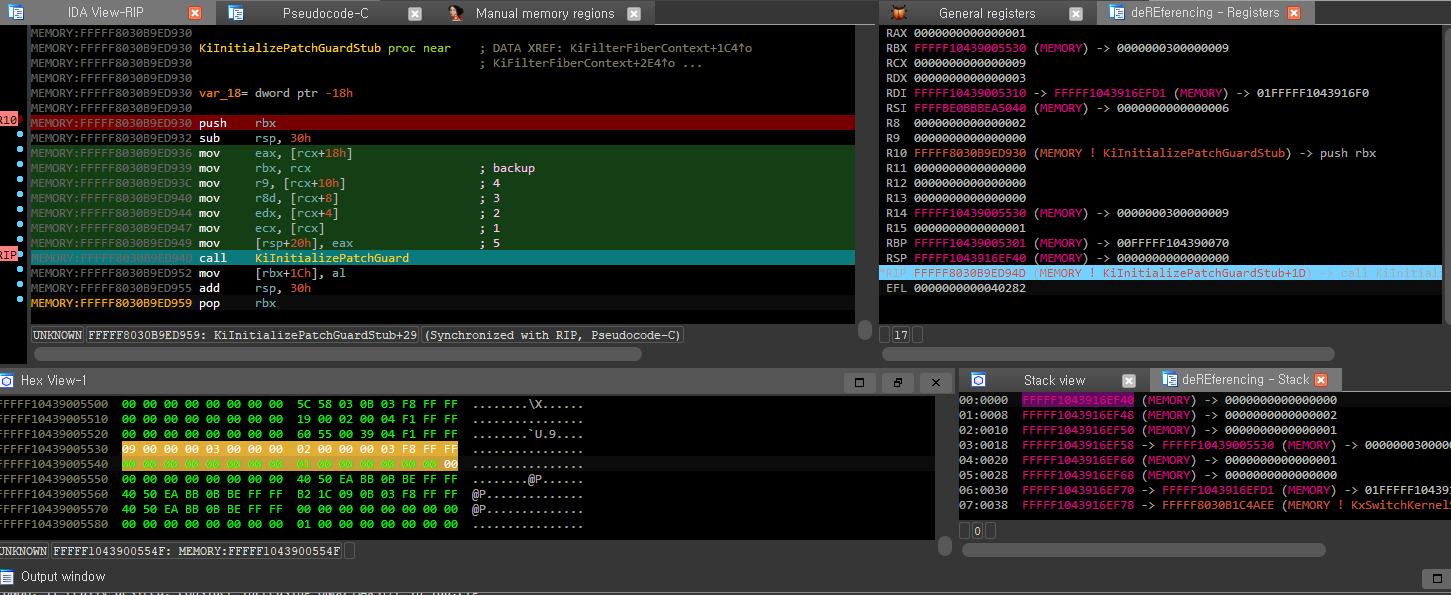 IDA View-RIP
Pseudocode-C
Manual memory regions
General registers
deREferencing - Registers
MEMORY:FFFFF8030B9ED930
MEMORY:FFFFF8030B9ED930 KiInitializePatchGuardStub proc near ; DATA XREF: KiFilterFiberContext+1C4↑o
MEMORY:FFFFF8030B9ED930 ; KiFilterFiberContext+2E4↑o ...
MEMORY:FFFFF8030B9ED930
MEMORY:FFFFF8030B9ED930 var_18= dword ptr -18h
MEMORY:FFFFF8030B9ED930
R10 MEMORY:FFFFF8030B9ED930 push rbx
MEMORY:FFFFF8030B9ED932 sub rsp, 30h
MEMORY:FFFFF8030B9ED936 mov eax, [rcx+18h]
MEMORY:FFFFF8030B9ED939 mov rbx, rcx ; backup
MEMORY:FFFFF8030B9ED93C mov r9, [rcx+10h] ; 4
MEMORY:FFFFF8030B9ED940 mov r8d, [rcx+8] ; 3
MEMORY:FFFFF8030B9ED944 mov edx, [rcx+4] ; 2
MEMORY:FFFFF8030B9ED947 mov ecx, [rcx] ; 1
MEMORY:FFFFF8030B9ED949 mov [rsp+20h], eax ; 5
RIP MEMORY:FFFFF8030B9ED94D call KiInitializePatchGuard
MEMORY:FFFFF8030B9ED952 mov [rbx+1Ch], al
MEMORY:FFFFF8030B9ED955 add rsp, 30h
MEMORY:FFFFF8030B9ED959 pop rbx
UNKNOWN FFFFF8030B9ED959: KiInitializePatchGuardStub+29 (Synchronized with RIP, Pseudocode-C)
RAX 0000000000000001
RBX FFFFF10439005530 (MEMORY) -> 0000000300000009
RCX 0000000000000009
RDX 0000000000000003
RDI FFFFF10439005310 -> FFFFF1043916EFD1 (MEMORY) -> 01FFFFF1043916F0
RSI FFFFBE0BBBEA5040 (MEMORY) -> 0000000000000006
R8 0000000000000002
R9 0000000000000000
R10 FFFFF8030B9ED930 (MEMORY ! KiInitializePatchGuardStub) -> push rbx
R11 0000000000000000
R12 0000000000000000
R13 0000000000000000
R14 FFFFF10439005530 (MEMORY) -> 0000000300000009
R15 0000000000000001
RBP FFFFF10439005301 -> 00FFFFF104390070
RSP FFFFF1043916EF40 (MEMORY) -> 0000000000000000
*RIP FFFFF8030B9ED94D (MEMORY ! KiInitializePatchGuardStub+1D) -> call KiInitializ
EFL 0000000000040282
17
Hex View-1
FFFFF10439005500 00 00 00 00 00 00 00 00 5C 58 03 0B 03 F8 FF FF ........\X......
FFFFF10439005510 00 00 00 00 00 00 00 00 19 00 02 00 04 F1 FF FF ................
FFFFF10439005520 00 00 00 00 00 00 00 00 60 55 00 39 04 F1 FF FF ........`U.9....
FFFFF10439005530 09 00 00 00 03 00 00 00 02 00 00 00 03 F8 FF FF ................
FFFFF10439005540 00 00 00 00 00 00 00 00 01 00 00 00 00 00 00 00 ................
FFFFF10439005550 00 00 00 00 00 00 00 00 40 50 EA BB 0B BE FF FF ........@P......
FFFFF10439005560 40 50 EA BB 0B BE FF FF B2 1C 09 0B 03 F8 FF FF @P..............
FFFFF10439005570 40 50 EA BB 0B BE FF FF 00 00 00 00 00 00 00 00 @P..............
FFFFF10439005580 00 00 00 00 00 00 00 00 01 00 00 00 00 00 00 00 ................
UNKNOWN FFFFF1043900554F: MEMORY:FFFFF1043900554F
Stack view
deREferencing - Stack
00:0000 FFFFF1043916EF40 (MEMORY) -> 0000000000000000
01:0008 FFFFF1043916EF48 (MEMORY) -> 0000000000000002
02:0010 FFFFF1043916EF50 (MEMORY) -> 0000000000000001
03:0018 FFFFF1043916EF58 -> FFFFF10439005530 (MEMORY) -> 000000030000
04:0020 FFFFF1043916EF60 (MEMORY) -> 0000000000000001
05:0028 FFFFF1043916EF68 (MEMORY) -> 0000000000000000
06:0030 FFFFF1043916EF70 -> FFFFF1043916EFD1 (MEMORY) -> 01FFFFF10439
07:0038 FFFFF1043916EF78 -> FFFFF8030B1C4AEE (MEMORY ! KxSwitchKernelS
0
Output window